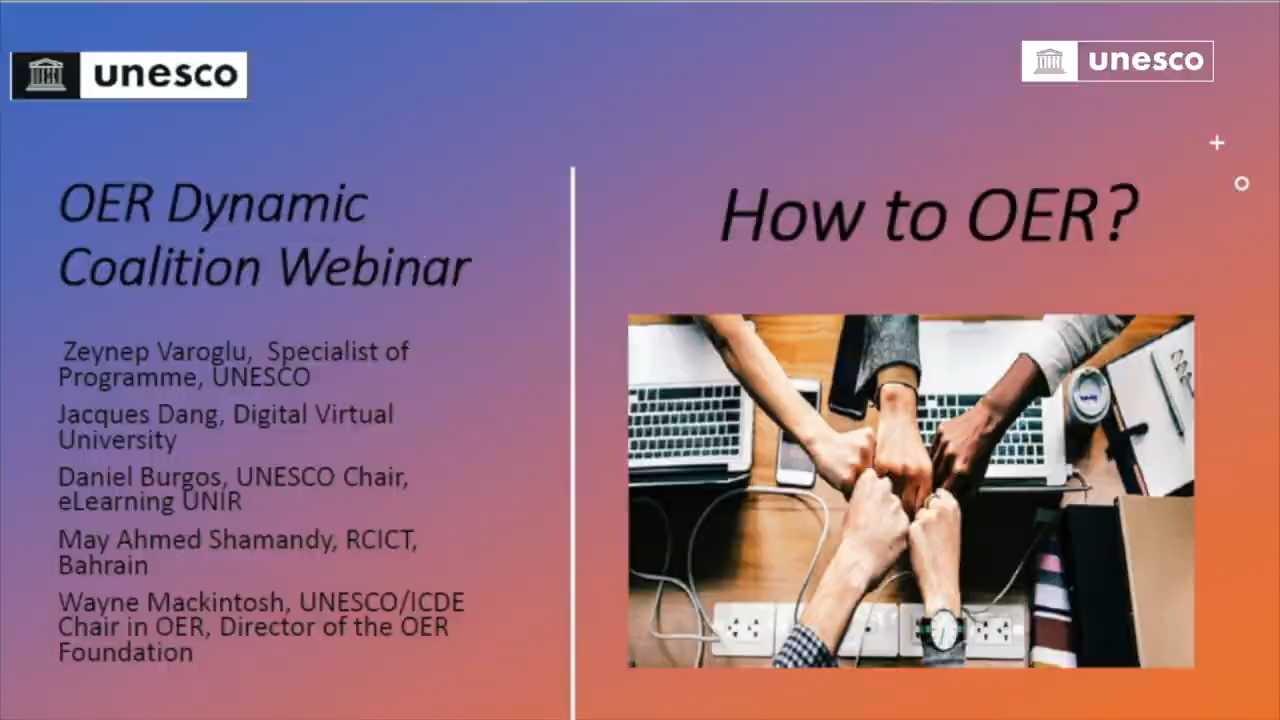 unesco
unesco
OER Dynamic
Coalition Webinar
Zeynep Varoglu, Specialist of
Programme, UNESCO
Jacques Dang, Digital Virtual
University
Daniel Burgos, UNESCO Chair,
eLearning UNIR
May Ahmed Shamandy, RCICT,
Bahrain
Wayne Mackintosh, UNESCO/ICDE
Chair in OER, Director of the OER
Foundation
How to OER?